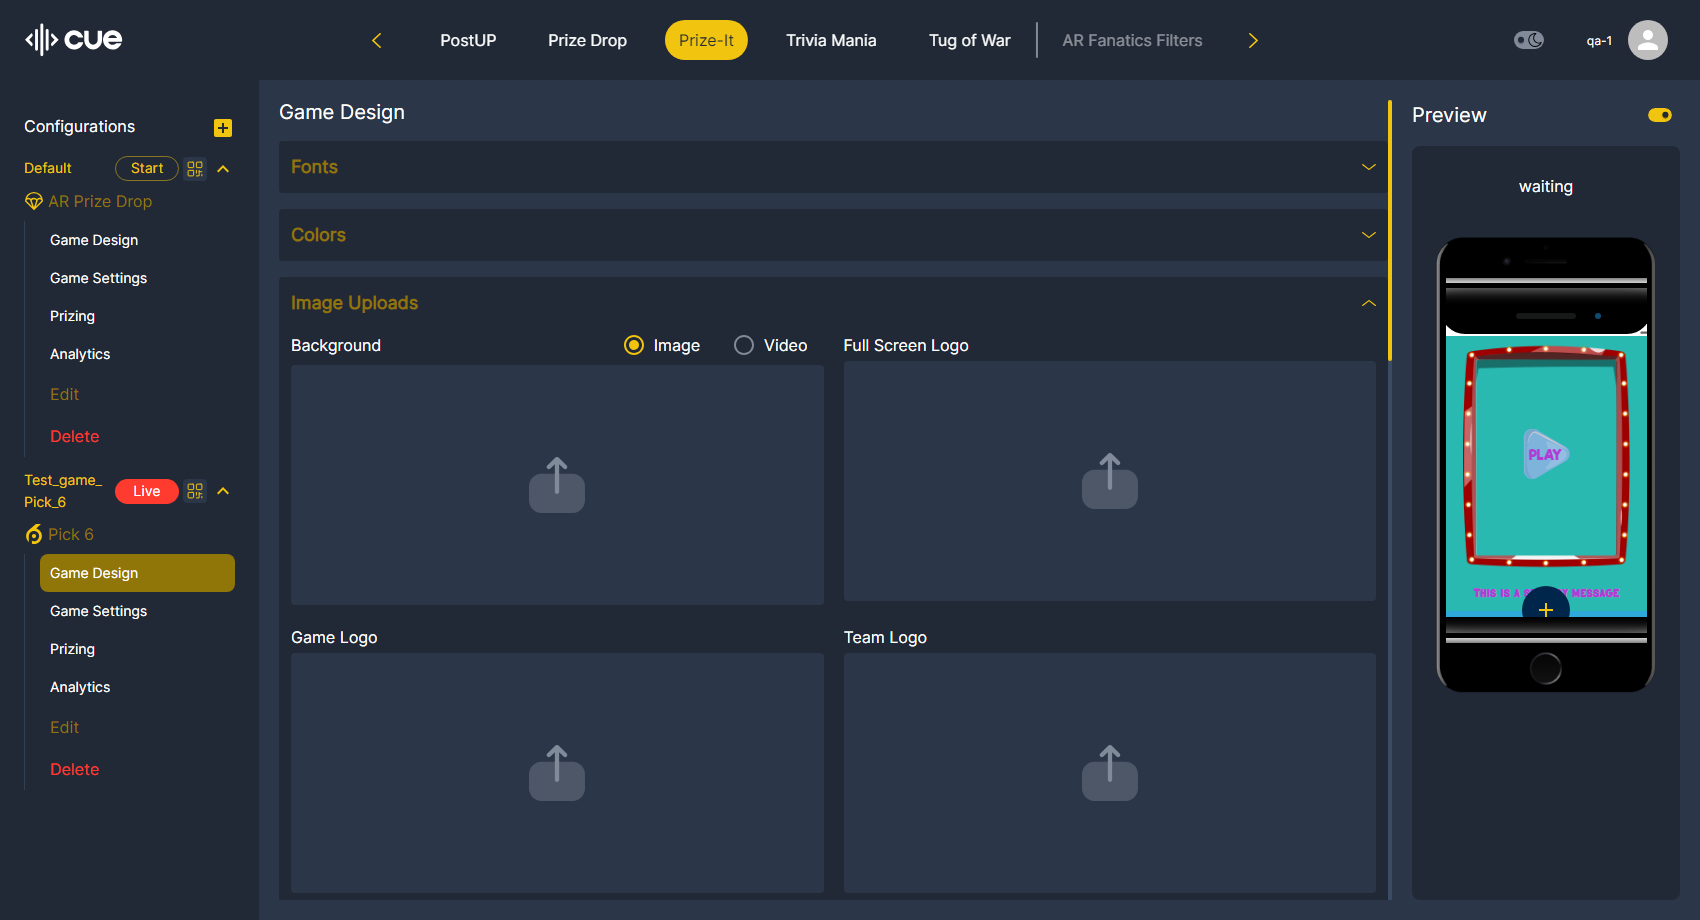 cue
PostUP
Prize Drop
Prize-It
Trivia Mania
Tug of War
AR Fanatics Filters
qa-1
Configurations
Default
Start
AR Prize Drop
Game Design
Game Settings
Prizing
Analytics
Edit
Delete
Test_game_
Pick_6
Live
Pick 6
Game Design
Game Settings
Prizing
Analytics
Edit
Delete
Game Design
Fonts
Colors
Image Uploads
Background
Image
Video
Full Screen Logo
Game Logo
Team Logo
Preview
waiting
PLAY
THIS IS A MESSAGE